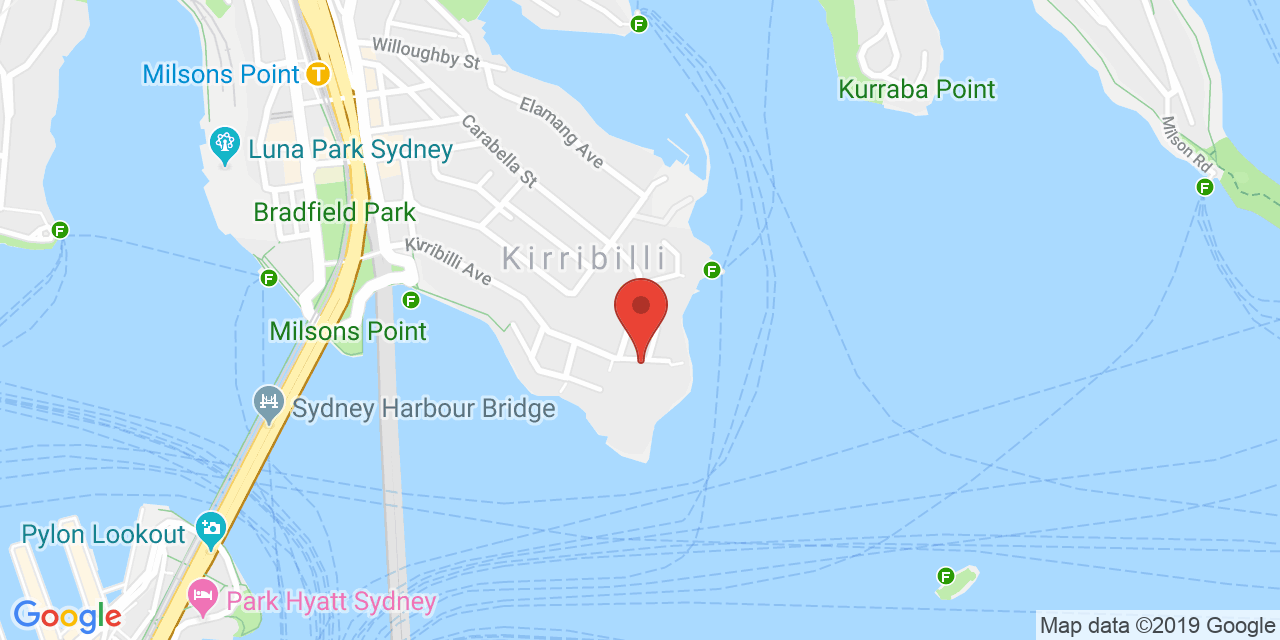 Willoughby St
Milsons Point
T
Kurraba Point
Elamang Ave
Carabella St
Milson Rd
Luna Park Sydney
Bradfield Park
Kirribilli Ave
Kirribilli
Milsons Point
Sydney Harbour Bridge
Pylon Lookout
Park Hyatt Sydney
Google
Map data ©2019 Google
F
F
F
F
F
F
F